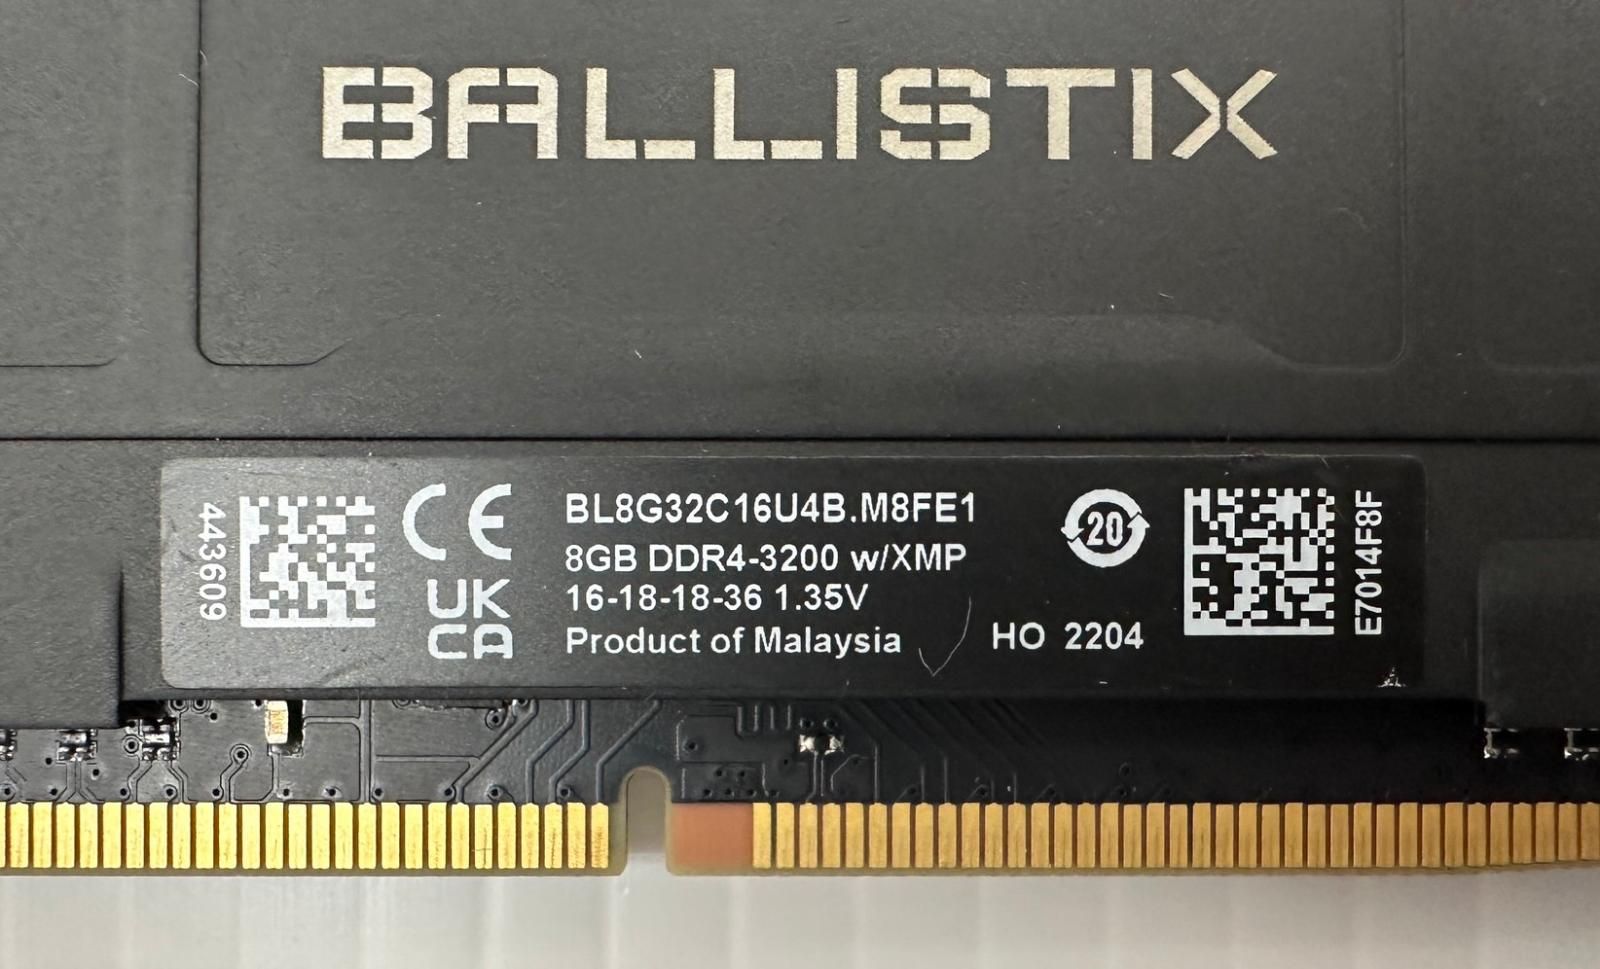 BALLISTIX
443609
CE
UK
CA
BL8G32C16U4B.M8FE1
8GB DDR4-3200 w/XMP
16-18-18-36 1.35V
Product of Malaysia
20
HO 2204
E7014F8F